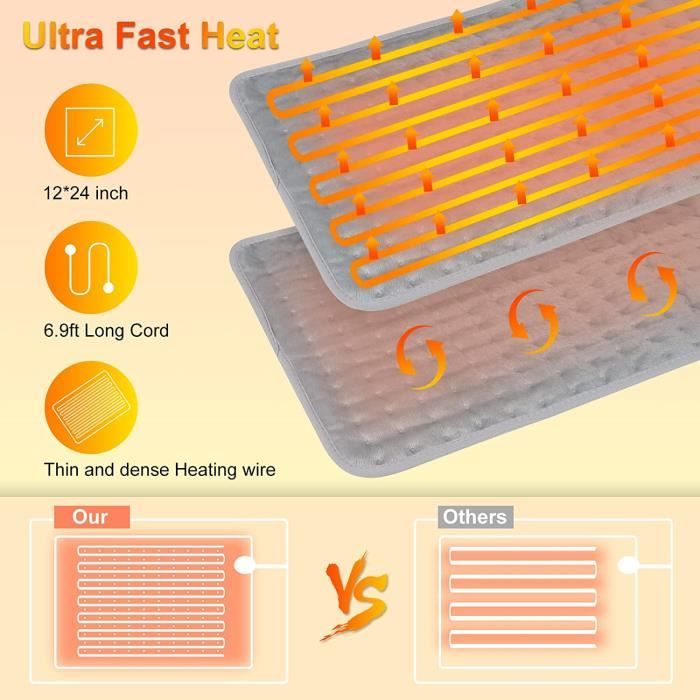 Ultra Fast Heat
12*24 inch
6.9ft Long Cord
Thin and dense Heating wire
Our
VS
Others